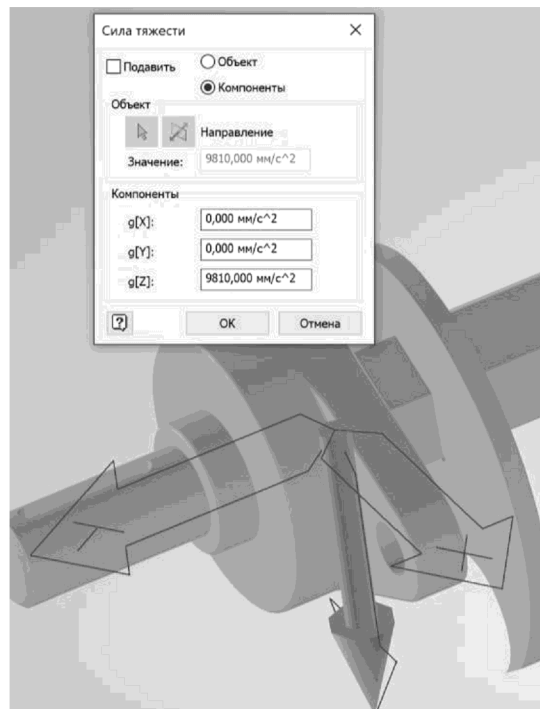 Сила тяжести
Подавить
Объект
Компоненты
Объект
Направление
Значение: 9810,000 мм/с^2
Компоненты
g[X]: 0,000 мм/с^2
g[Y]: 0,000 мм/с^2
g[Z]: 9810,000 мм/с^2
? OK Отмена